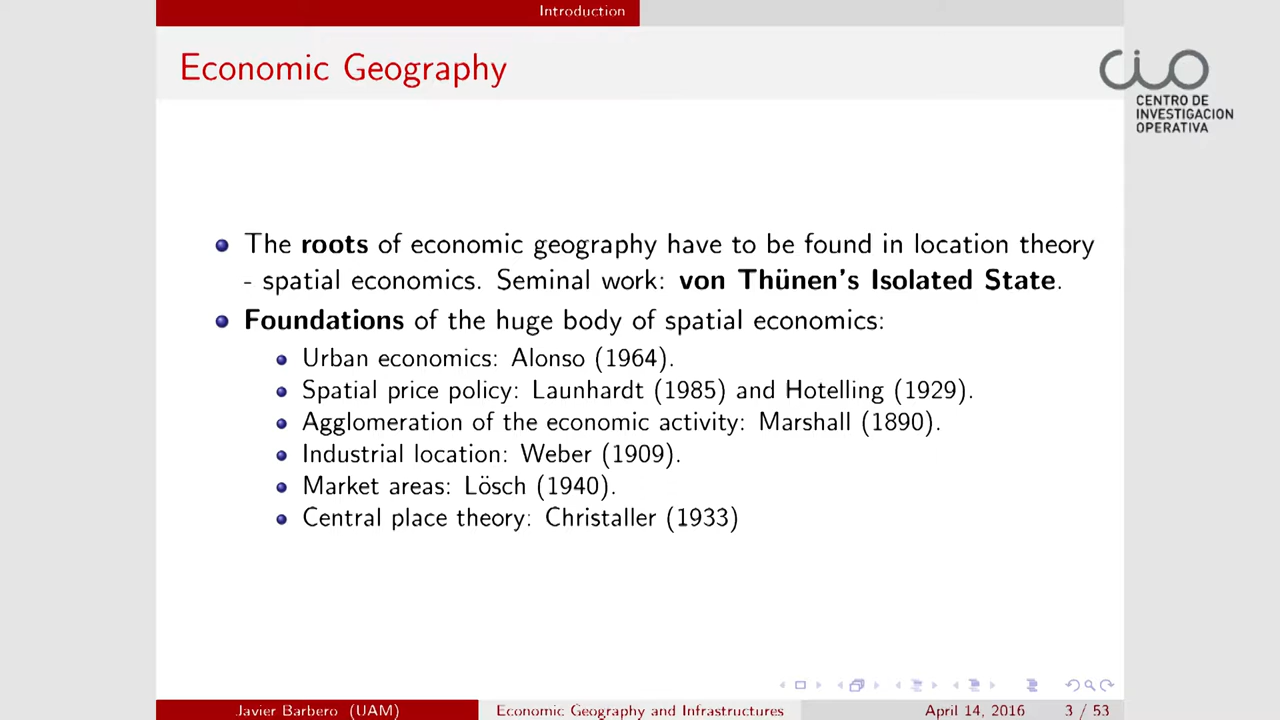 Introduction
Economic Geography
CIO
CENTRO DE
INVESTIGACION
OPERATIVA
The roots of economic geography have to be found in location theory
- spatial economics. Seminal work: von Thünen's Isolated State.
Foundations of the huge body of spatial economics:
Urban economics: Alonso (1964).
Spatial price policy: Launhardt (1985) and Hotelling (1929).
Agglomeration of the economic activity: Marshall (1890).
Industrial location: Weber (1909).
Market areas: Lösch (1940).
Central place theory: Christaller (1933)
Javier Barbero (UAM) Economic Geography and Infrastructures April 14, 2016 3 / 53